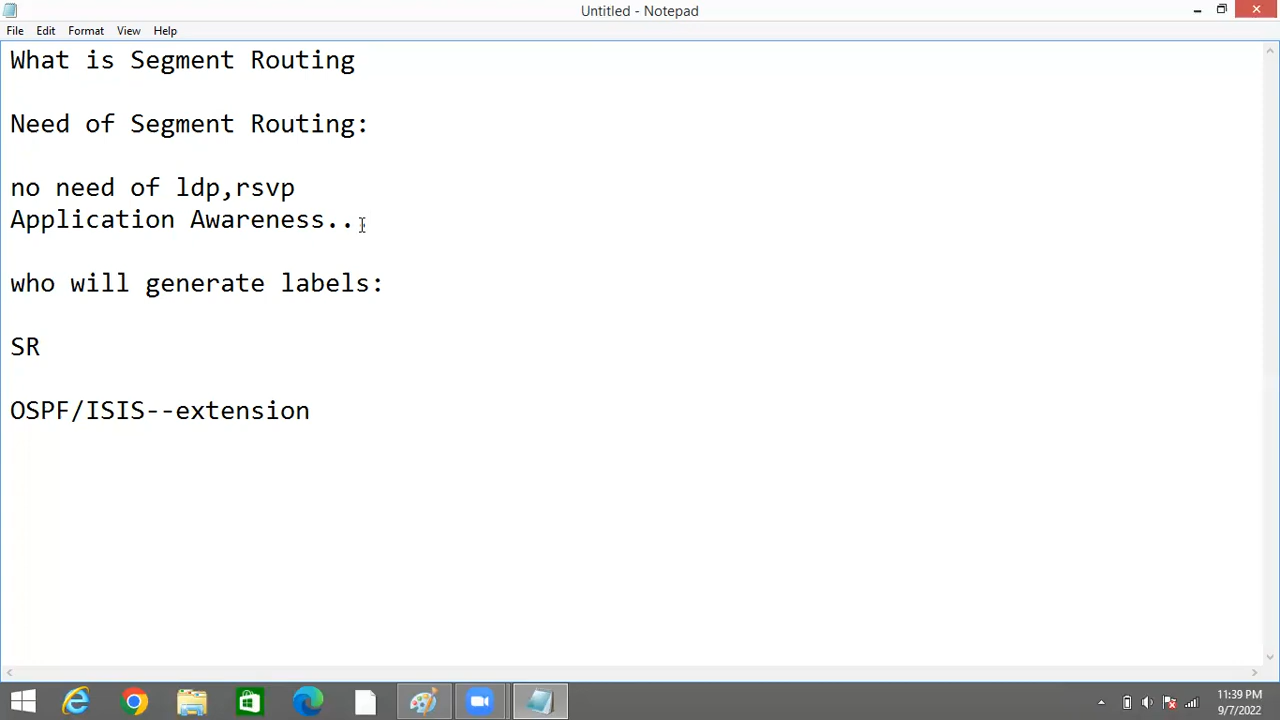 Untitled - Notepad
File Edit Format View Help
What is Segment Routing
Need of Segment Routing:
no need of ldp,rsvp
Application Awareness..
who will generate labels:
SR
OSPF/ISIS--extension
11:39 PM
9/7/2022